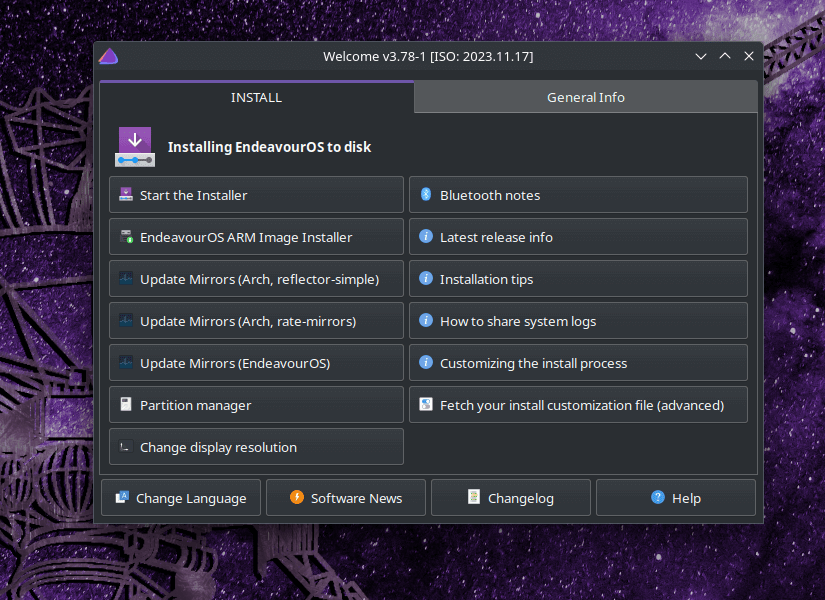 Welcome v3.78-1 [ISO: 2023.11.17]
INSTALL
General Info
Installing EndeavourOS to disk
Start the Installer
Bluetooth notes
EndeavourOS ARM Image Installer
Latest release info
Update Mirrors (Arch, reflector-simple)
Installation tips
Update Mirrors (Arch, rate-mirrors)
How to share system logs
Update Mirrors (EndeavourOS)
Customizing the install process
Partition manager
Fetch your install customization file (advanced)
Change display resolution
Change Language
Software News
Changelog
Help